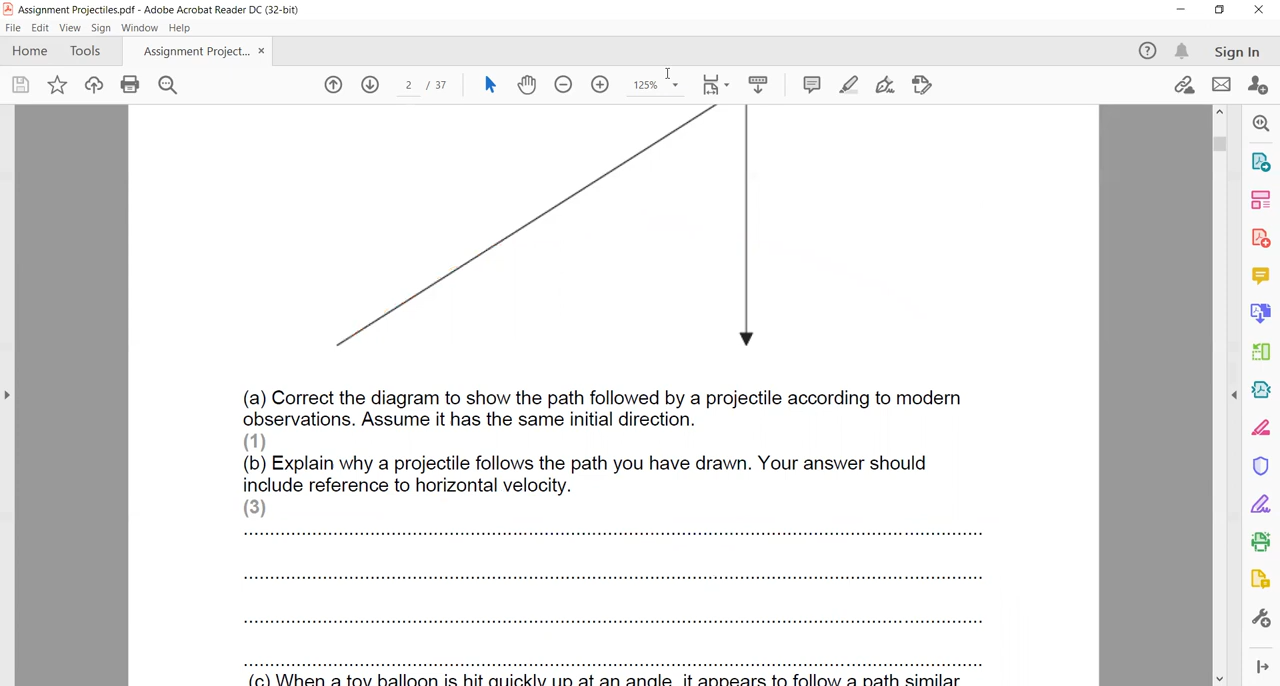 Assignment Projectiles.pdf - Adobe Acrobat Reader DC (32-bit)
File Edit View Sign Window Help
Home Tools Assignment Project... × Sign In
2 / 37 125%
(a) Correct the diagram to show the path followed by a projectile according to modern
observations. Assume it has the same initial direction.
(1)
(b) Explain why a projectile follows the path you have drawn. Your answer should
include reference to horizontal velocity.
(3)
(c) When a toy balloon is hit quickly up at an angle, it appears to follow a path similar